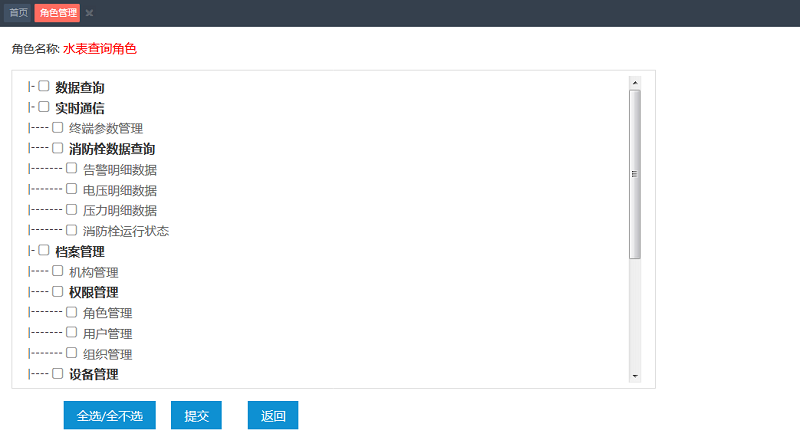 首页 角色管理
角色名称: 水表查询角色
|- 数据查询
|- 实时通信
|---- 终端参数管理
|---- 消防栓数据查询
|------- 告警明细数据
|------- 电压明细数据
|------- 压力明细数据
|------- 消防栓运行状态
|- 档案管理
|---- 机构管理
|---- 权限管理
|------- 角色管理
|------- 用户管理
|------- 组织管理
|---- 设备管理
全选/全不选 提交 返回